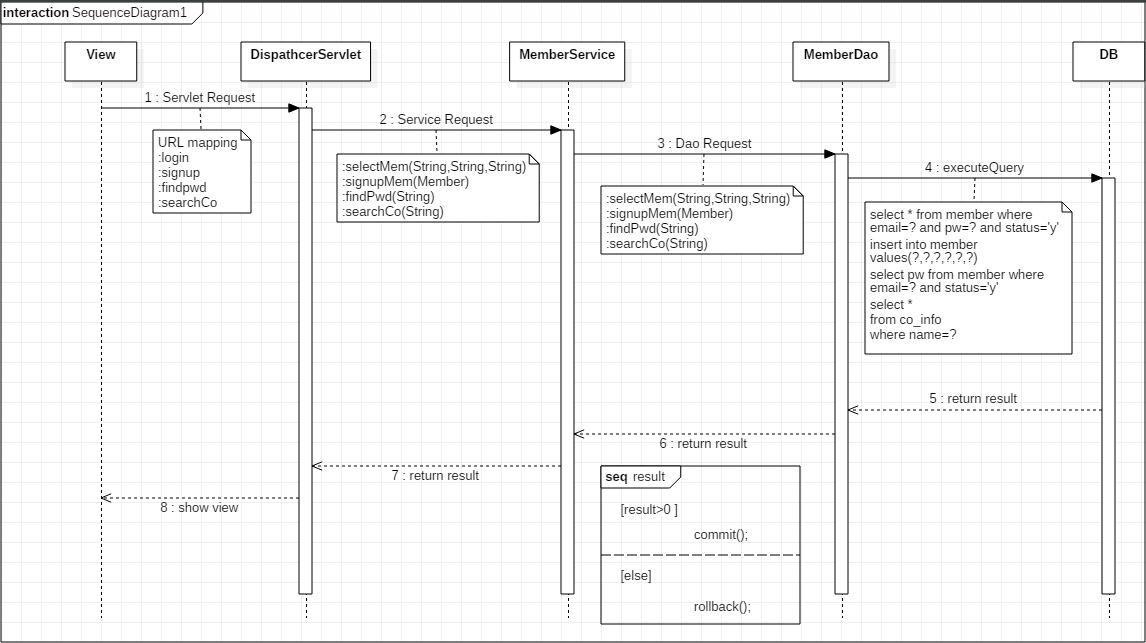 interaction SequenceDiagram1
View
DispathcerServlet
MemberService
MemberDao
DB
1 : Servlet Request
URL mapping
:login
:signup
:findpwd
:searchCo
2 : Service Request
:selectMem(String,String,String)
:signupMem(Member)
:findPwd(String)
:searchCo(String)
3 : Dao Request
:selectMem(String,String,String)
:signupMem(Member)
:findPwd(String)
:searchCo(String)
4 : executeQuery
select * from member where
email=? and pw=? and status='y'
insert into member
values(?,?,?,?,?,?)
select pw from member where
email=? and status='y'
select *
from co_info
where name=?
5 : return result
6 : return result
7 : return result
8 : show view
seq result
[result>0 ]
commit();
[else]
rollback();